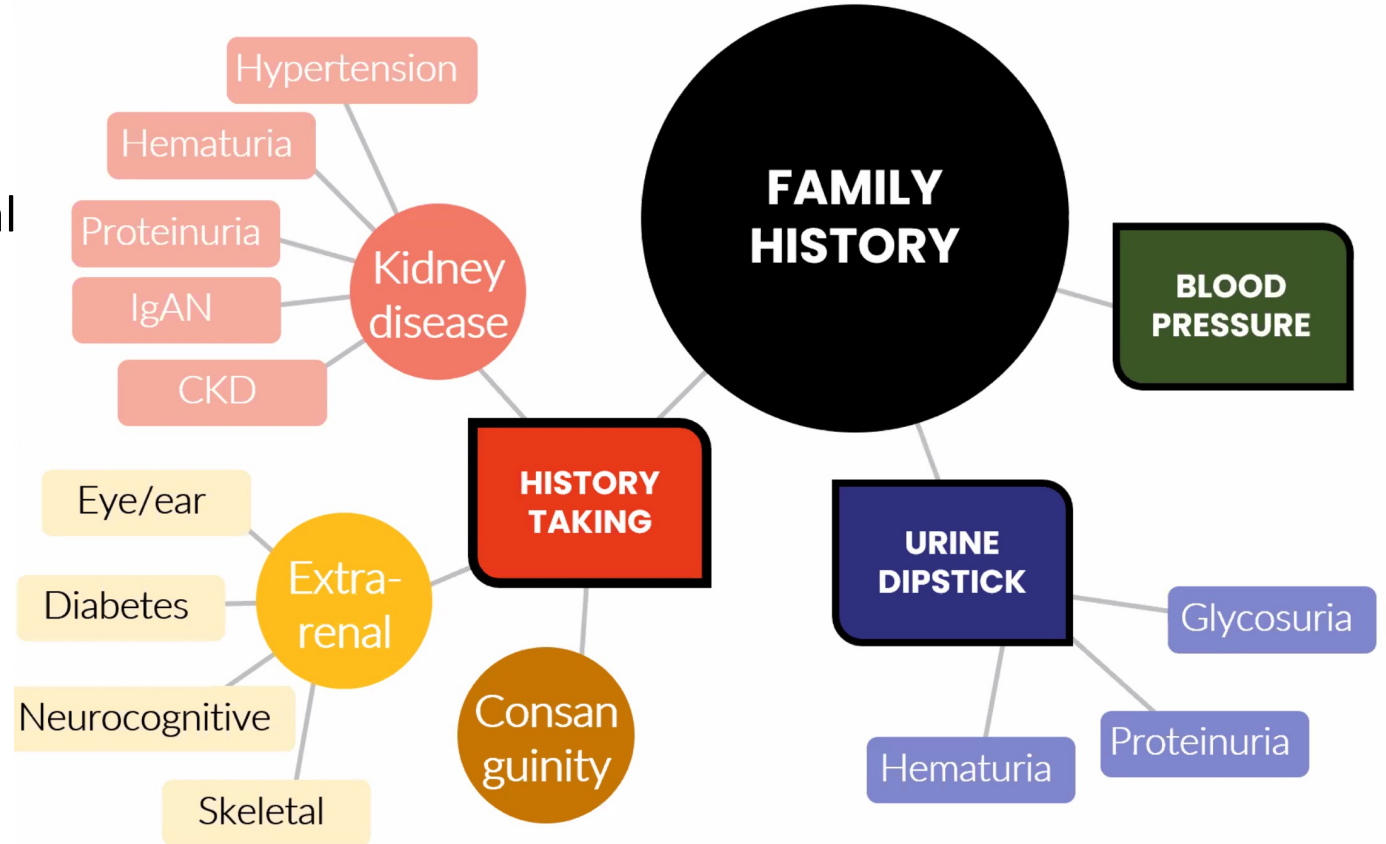 Hypertension
Hematuria
al
Proteinuria
IgAN
CKD
Kidney
disease
FAMILY
HISTORY
BLOOD
PRESSURE
HISTORY
TAKING
URINE
DIPSTICK
Eye/ear
Diabetes
Neurocognitive
Skeletal
Extra-
renal
Consan
guinity
Glycosuria
Proteinuria
Hematuria